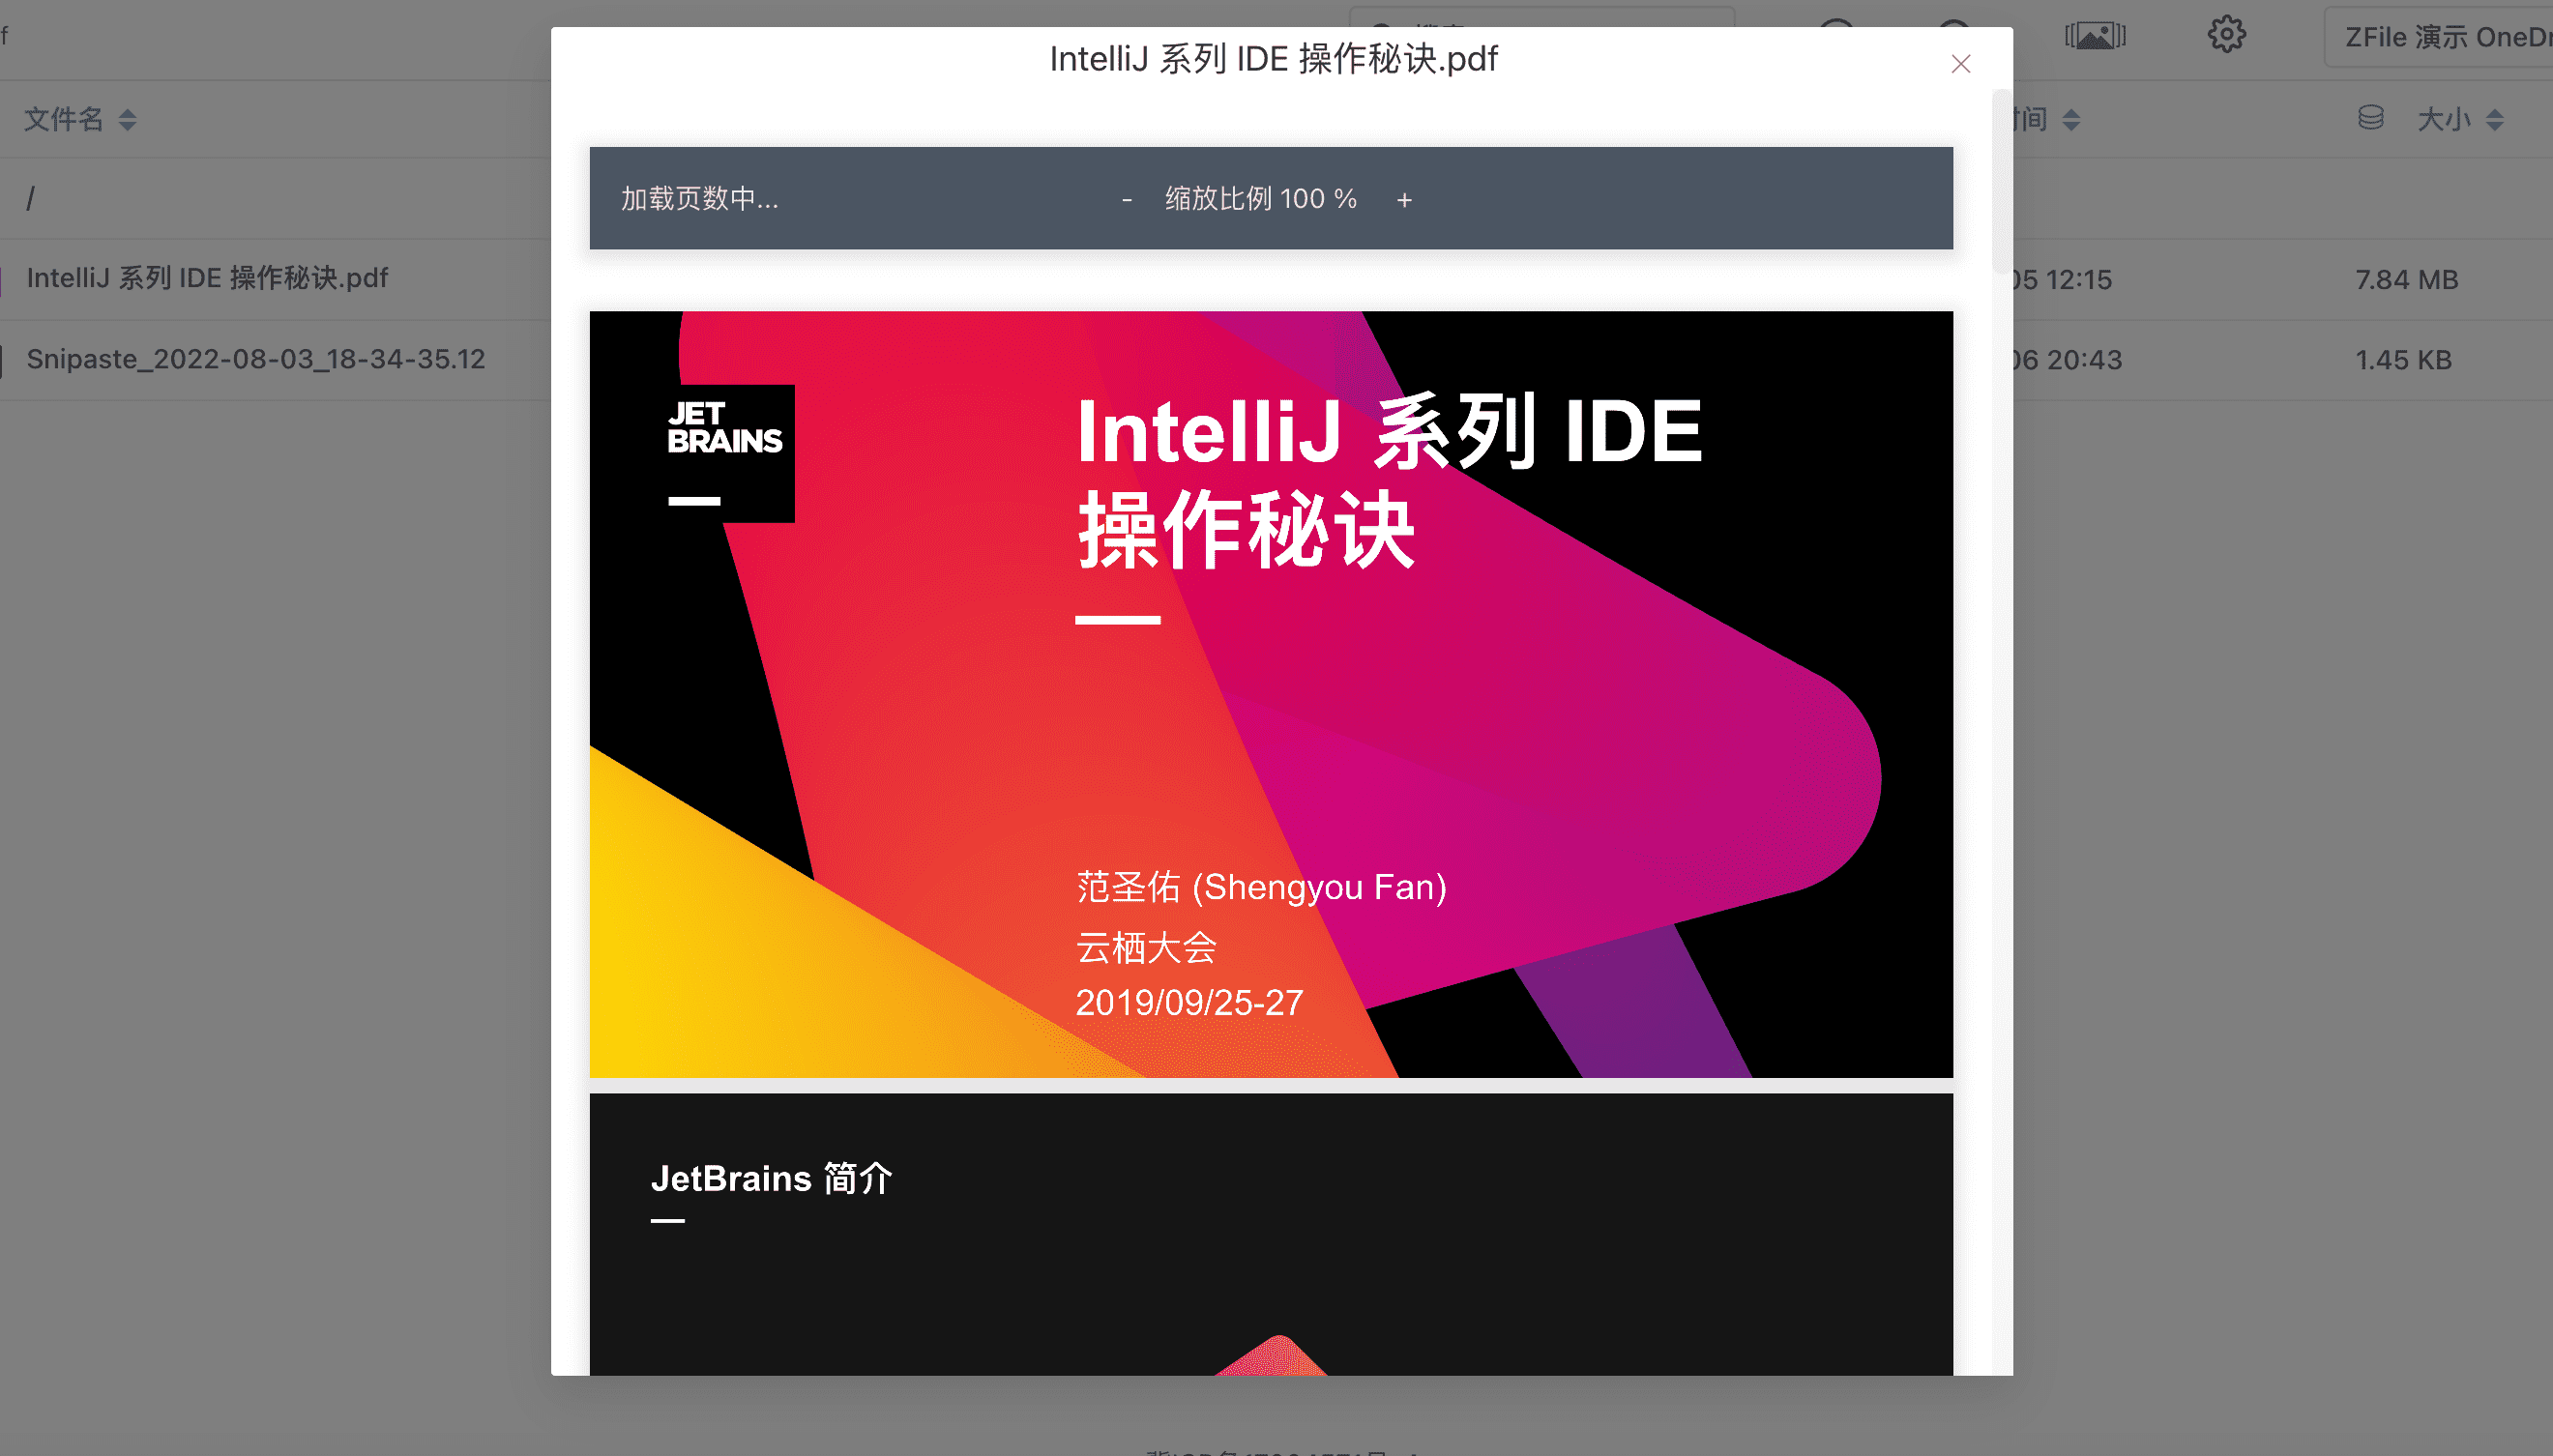 f
ZFile 演示 OneDr
IntelliJ 系列 IDE 操作秘诀.pdf
文件名
间
大小
/
加载页数中...
- 缩放比例 100 % +
IntelliJ 系列 IDE 操作秘诀.pdf
05 12:15
7.84 MB
Snipaste_2022-08-03_18-34-35.12
06 20:43
1.45 KB
JET
BRAINS
IntelliJ 系列 IDE
操作秘诀
范圣佑 (Shengyou Fan)
云栖大会
2019/09/25-27
JetBrains 简介